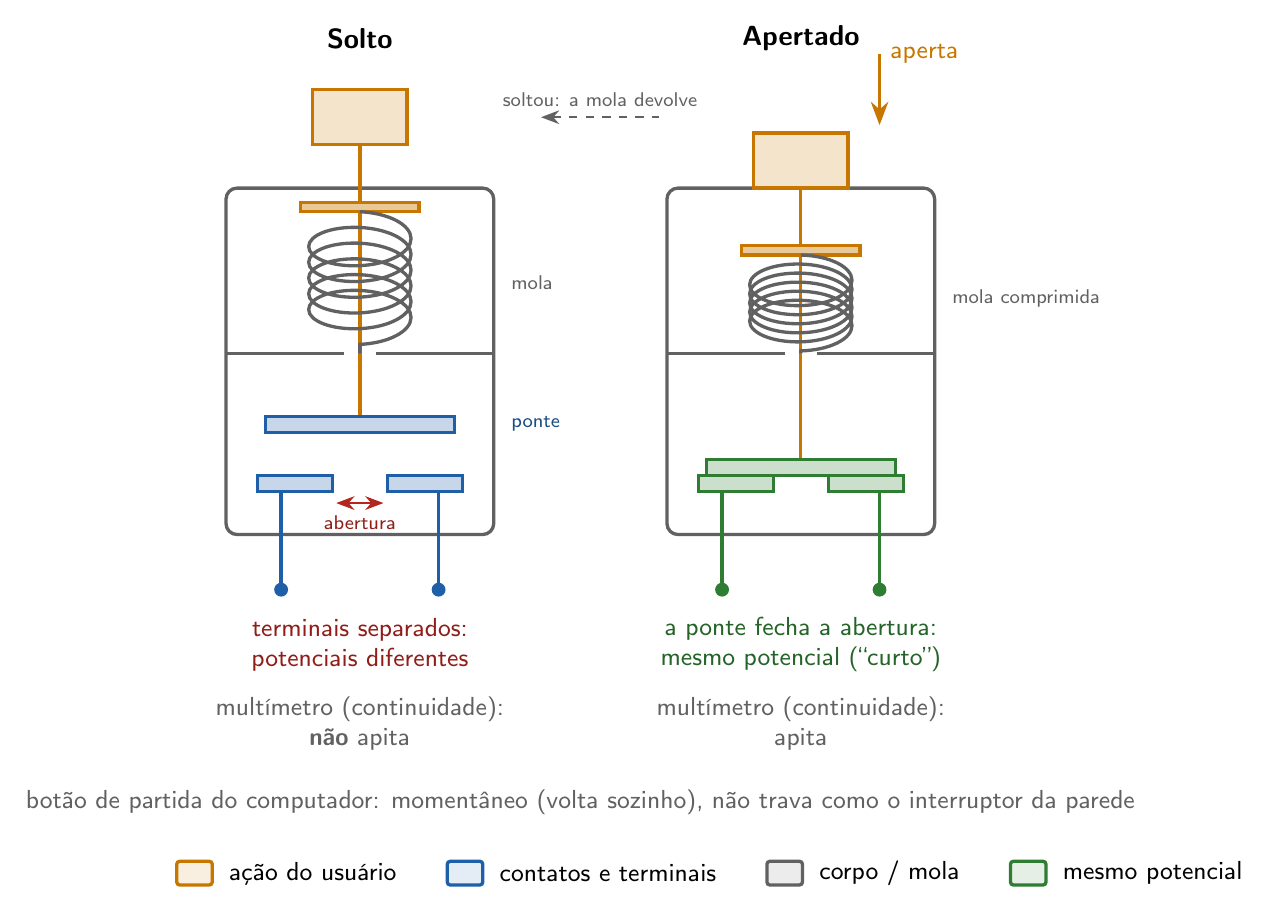 Solto
Apertado
aperta
soltou: a mola devolve
mola
mola comprimida
ponte
abertura
terminais separados:
potenciais diferentes
a ponte fecha a abertura:
mesmo potencial (“curto”)
multímetro (continuidade):
não apita
multímetro (continuidade):
apita
botão de partida do computador: momentâneo (volta sozinho), não trava como o interruptor da parede
ação do usuário
contatos e terminais
corpo / mola
mesmo potencial